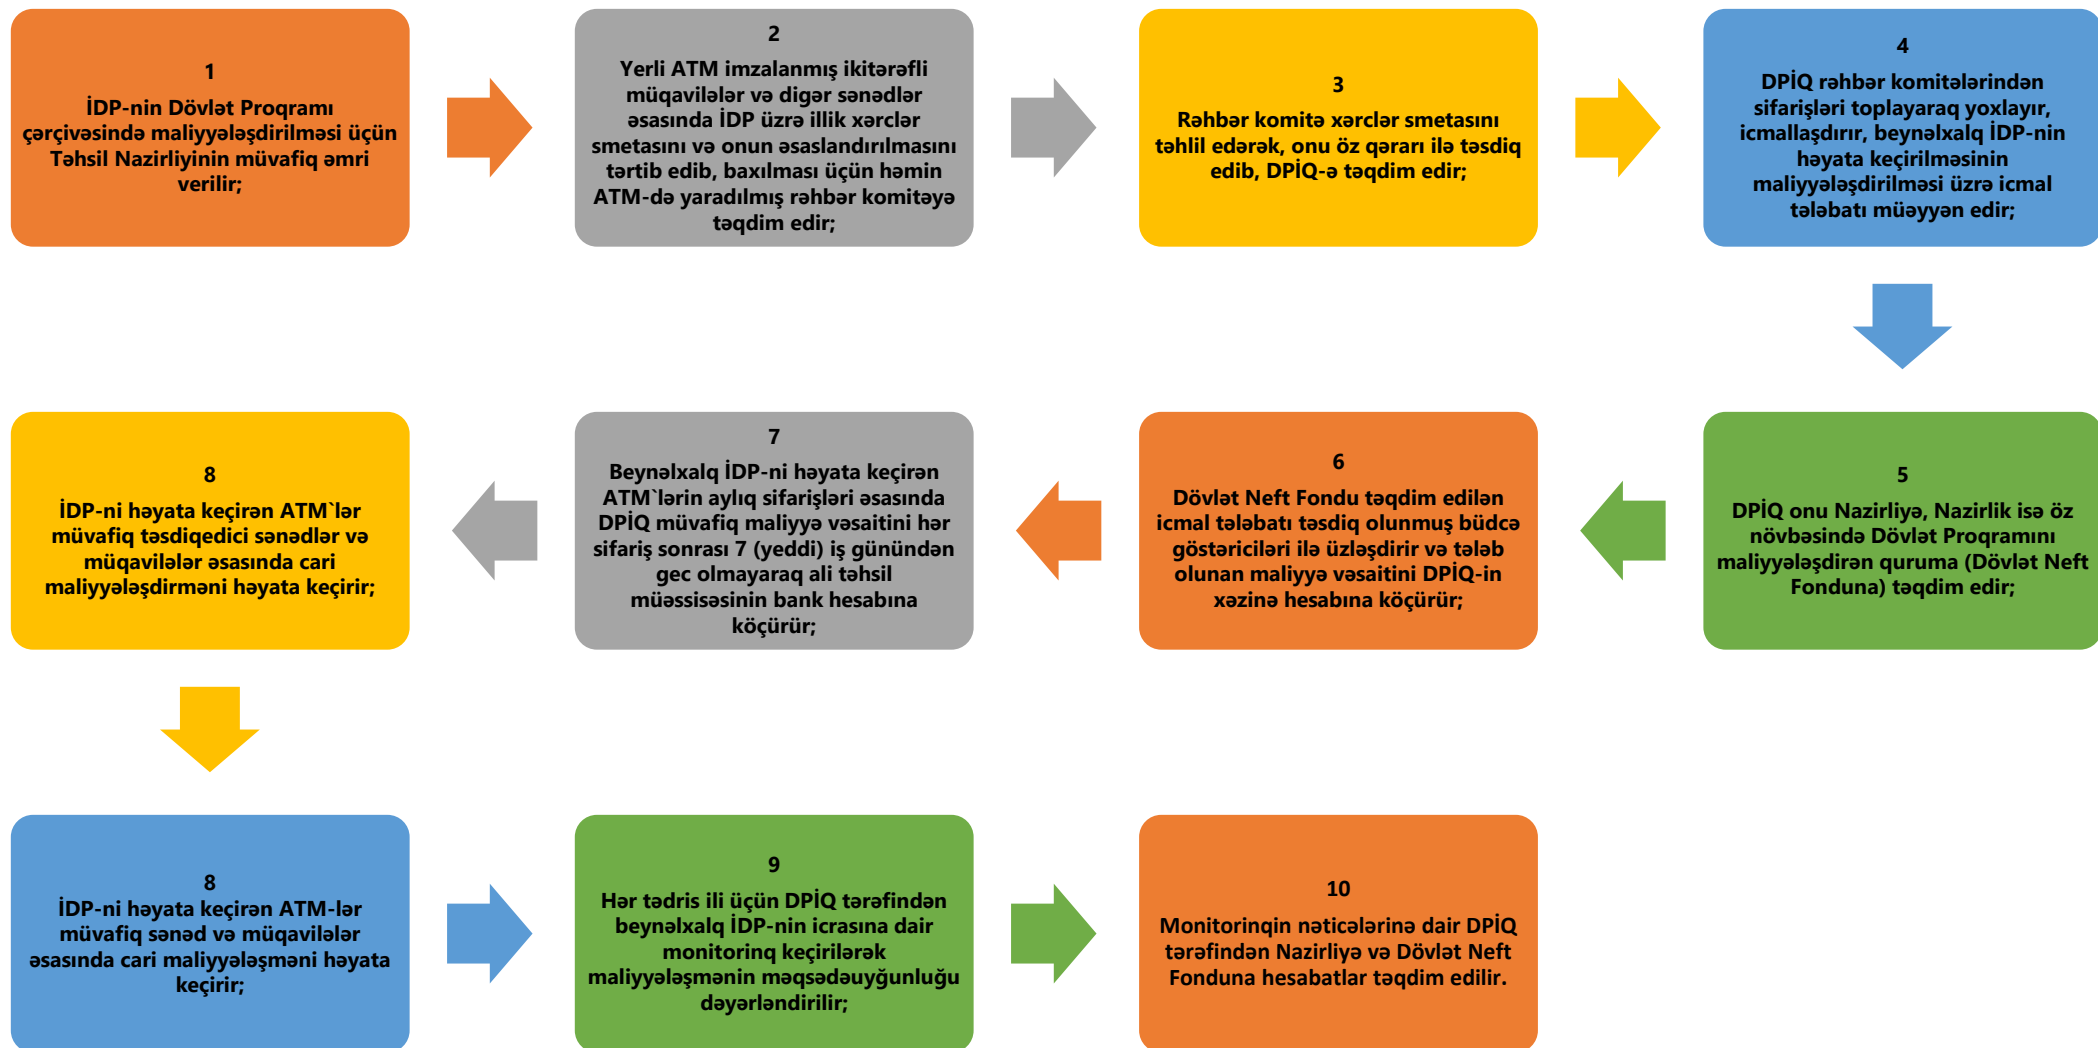 1
İDP-nin Dövlət Proqramı
çərçivəsində maliyyələşdirilməsi üçün
Təhsil Nazirliyinin müvafiq əmri
verilir;
2
Yerli ATM imzalanmış ikitərəfli
müqavilələr və digər sənədlər
əsasında İDP üzrə illik xərclər
smetasını və onun əsaslandırılmasını
tərtib edib, baxılması üçün həmin
ATM-də yaradılmış rəhbər komitəyə
təqdim edir;
3
Rəhbər komitə xərclər smetasını
təhlil edərək, onu öz qərarı ilə təsdiq
edib, DPİQ-ə təqdim edir;
4
DPİQ rəhbər komitələrindən
sifarişləri toplayaraq yoxlayır,
icmallaşdırır, beynəlxalq İDP-nin
həyata keçirilməsinin
maliyyələşdirilməsi üzrə icmal
tələbatı müəyyən edir;
5
DPİQ onu Nazirliyə, Nazirlik isə öz
növbəsində Dövlət Proqramını
maliyyələşdirən quruma (Dövlət Neft
Fonduna) təqdim edir;
6
Dövlət Neft Fondu təqdim edilən
icmal tələbatı təsdiq olunmuş büdcə
göstəriciləri ilə üzləşdirir və tələb
olunan maliyyə vəsaitini DPİQ-in
xəzinə hesabına köçürür;
7
Beynəlxalq İDP-ni həyata keçirən
ATM`lərin aylıq sifarişləri əsasında
DPİQ müvafiq maliyyə vəsaitini hər
sifariş sonrası 7 (yeddi) iş günündən
gec olmayaraq ali təhsil
müəssisəsinin bank hesabına
köçürür;
8
İDP-ni həyata keçirən ATM`lər
müvafiq təsdiqedici sənədlər və
müqavilələr əsasında cari
maliyyələşdirməni həyata keçirir;
8
İDP-ni həyata keçirən ATM-lər
müvafiq sənəd və müqavilələr
əsasında cari maliyyələşməni həyata
keçirir;
9
Hər tədris ili üçün DPİQ tərəfindən
beynəlxalq İDP-nin icrasına dair
monitorinq keçirilərək
maliyyələşmənin məqsədəuyğunluğu
dəyərləndirilir;
10
Monitorinqin nəticələrinə dair DPİQ
tərəfindən Nazirliyə və Dövlət Neft
Fonduna hesabatlar təqdim edilir.